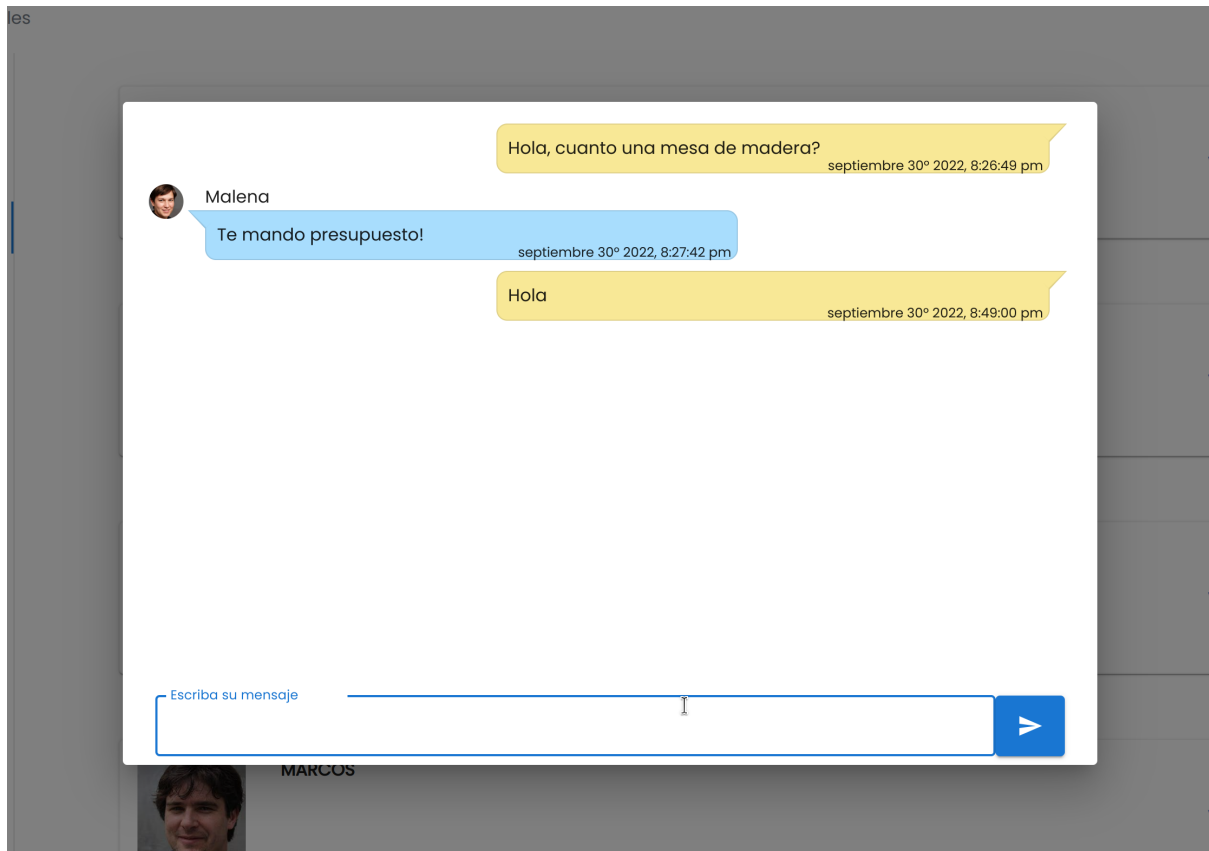 les
Hola, cuanto una mesa de madera?
septiembre 30º 2022, 8:26:49 pm
Malena
Te mando presupuesto!
septiembre 30º 2022, 8:27:42 pm
Hola
septiembre 30º 2022, 8:49:00 pm
Escriba su mensaje
MARCOS